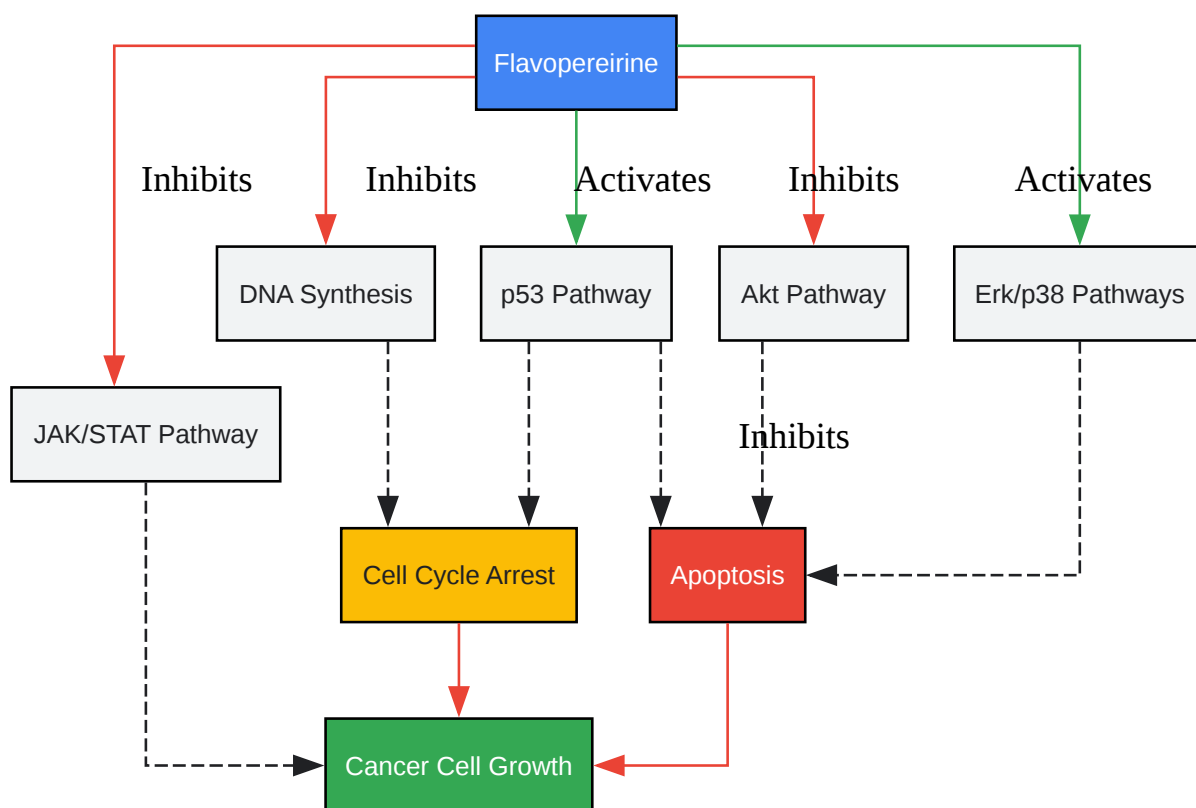 Flavopereirine
Inhibits
Inhibits
Activates
Inhibits
Activates
DNA Synthesis
p53 Pathway
Akt Pathway
Erk/p38 Pathways
JAK/STAT Pathway
Inhibits
Cell Cycle Arrest
Apoptosis
Cancer Cell Growth